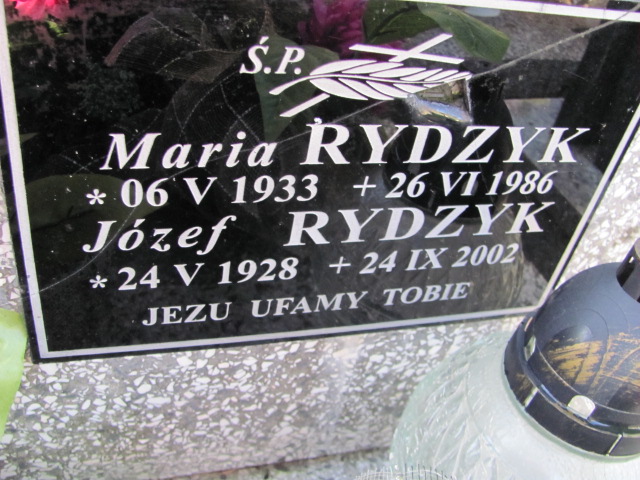 Ś.P.
Maria RYDZYK
* 06 V 1933 + 26 VI 1986
Józef RYDZYK
* 24 V 1928 + 24 IX 2002
JEZU UFAMY TOBIE